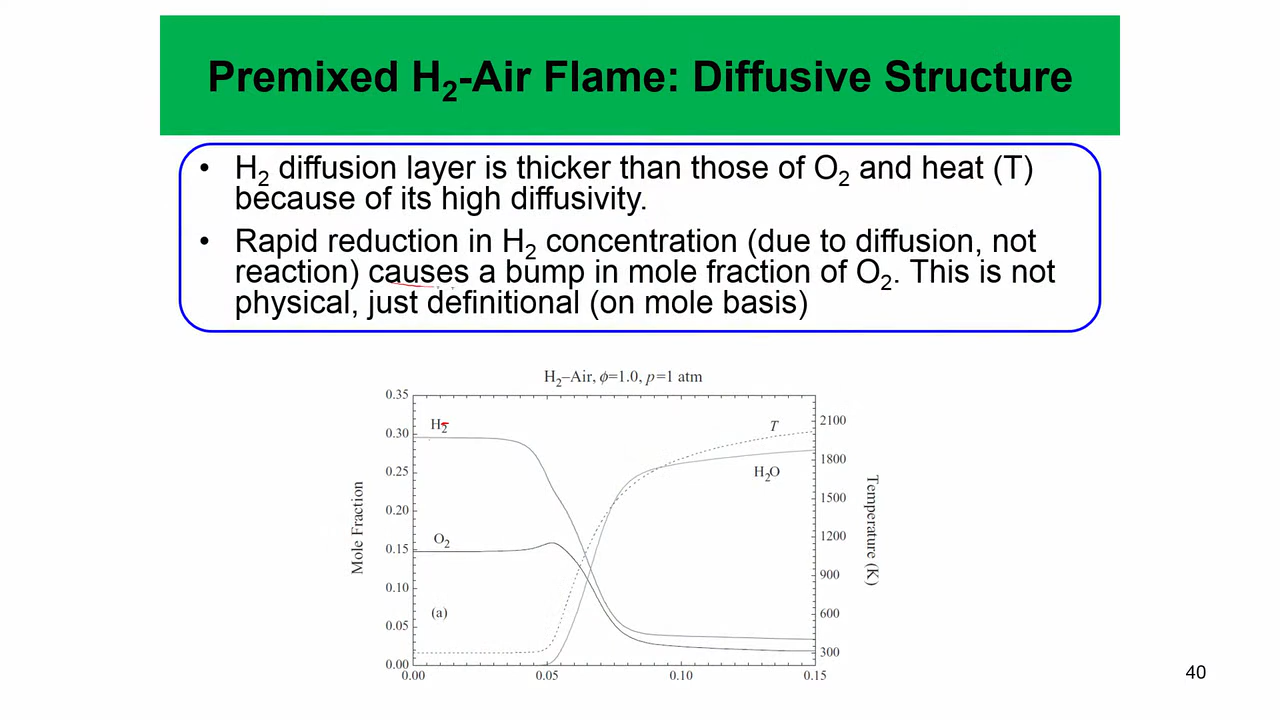 Premixed H₂-Air Flame: Diffusive Structure
• H₂ diffusion layer is thicker than those of O₂ and heat (T)
because of its high diffusivity.
• Rapid reduction in H₂ concentration (due to diffusion, not
reaction) causes a bump in mole fraction of O₂. This is not
physical, just definitional (on mole basis)
H₂–Air, ϕ=1.0, p=1 atm
0.35
0.30
0.25
0.20
0.15
0.10
0.05
0.00
Mole Fraction
H₂
O₂
(a)
T
H₂O
2100
1800
1500
1200
900
600
300
Temperature (K)
0.00 0.05 0.10 0.15
40